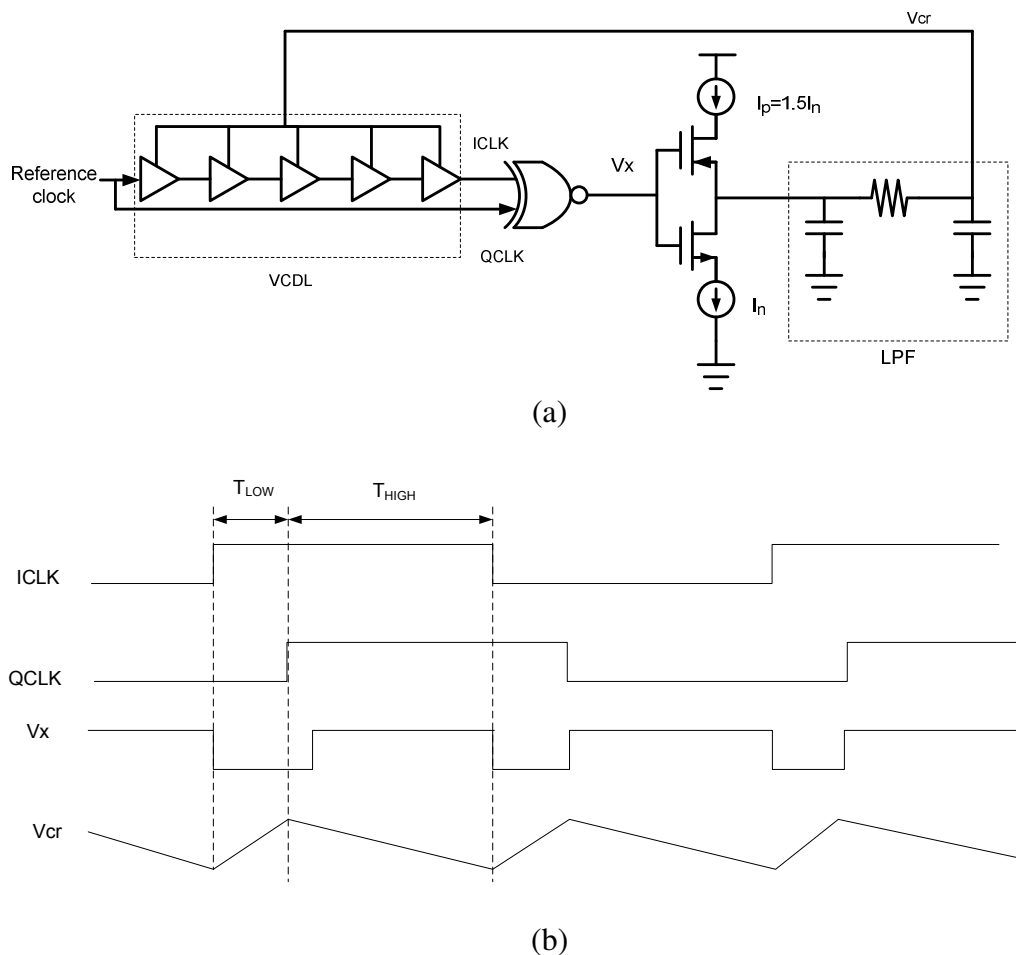 Vcr
Ip=1.5In
ICLK
Vx
Reference
clock
QCLK
VCDL
In
LPF
(a)
TLOW
THIGH
ICLK
QCLK
Vx
Vcr
(b)